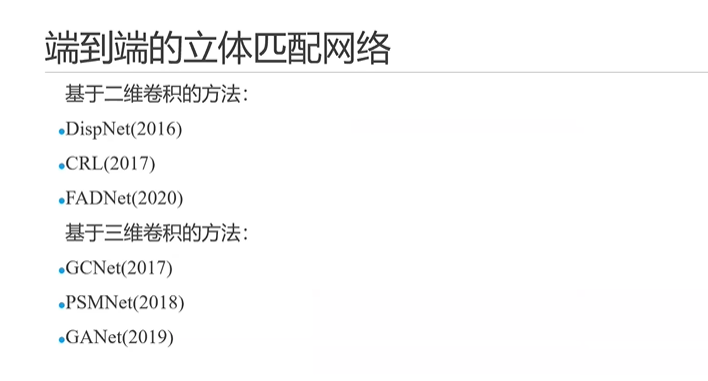 端到端的立体匹配网络
基于二维卷积的方法：
•DispNet(2016)
•CRL(2017)
•FADNet(2020)
基于三维卷积的方法：
•GCNet(2017)
•PSMNet(2018)
•GANet(2019)